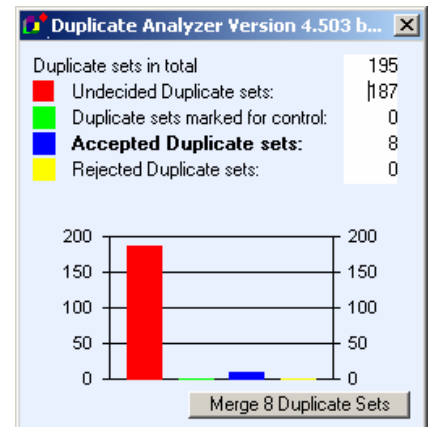 Duplicate Analyzer Version 4.503 b...
Duplicate sets in total 195
Undecided Duplicate sets: 187
Duplicate sets marked for control: 0
Accepted Duplicate sets: 8
Rejected Duplicate sets: 0
200 200
150 150
100 100
50 50
0 0
Merge 8 Duplicate Sets